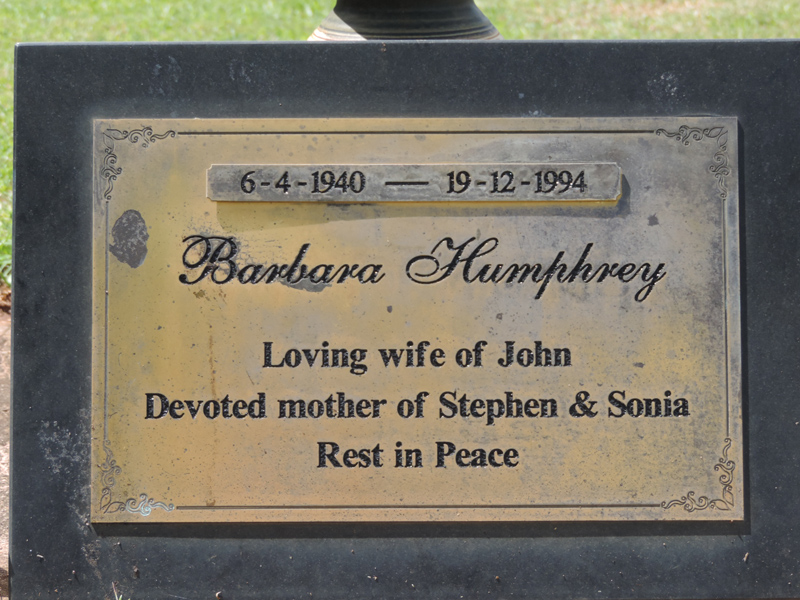 6-4-1940 — 19-12-1994
Barbara Humphrey
Loving wife of John
Devoted mother of Stephen & Sonia
Rest in Peace